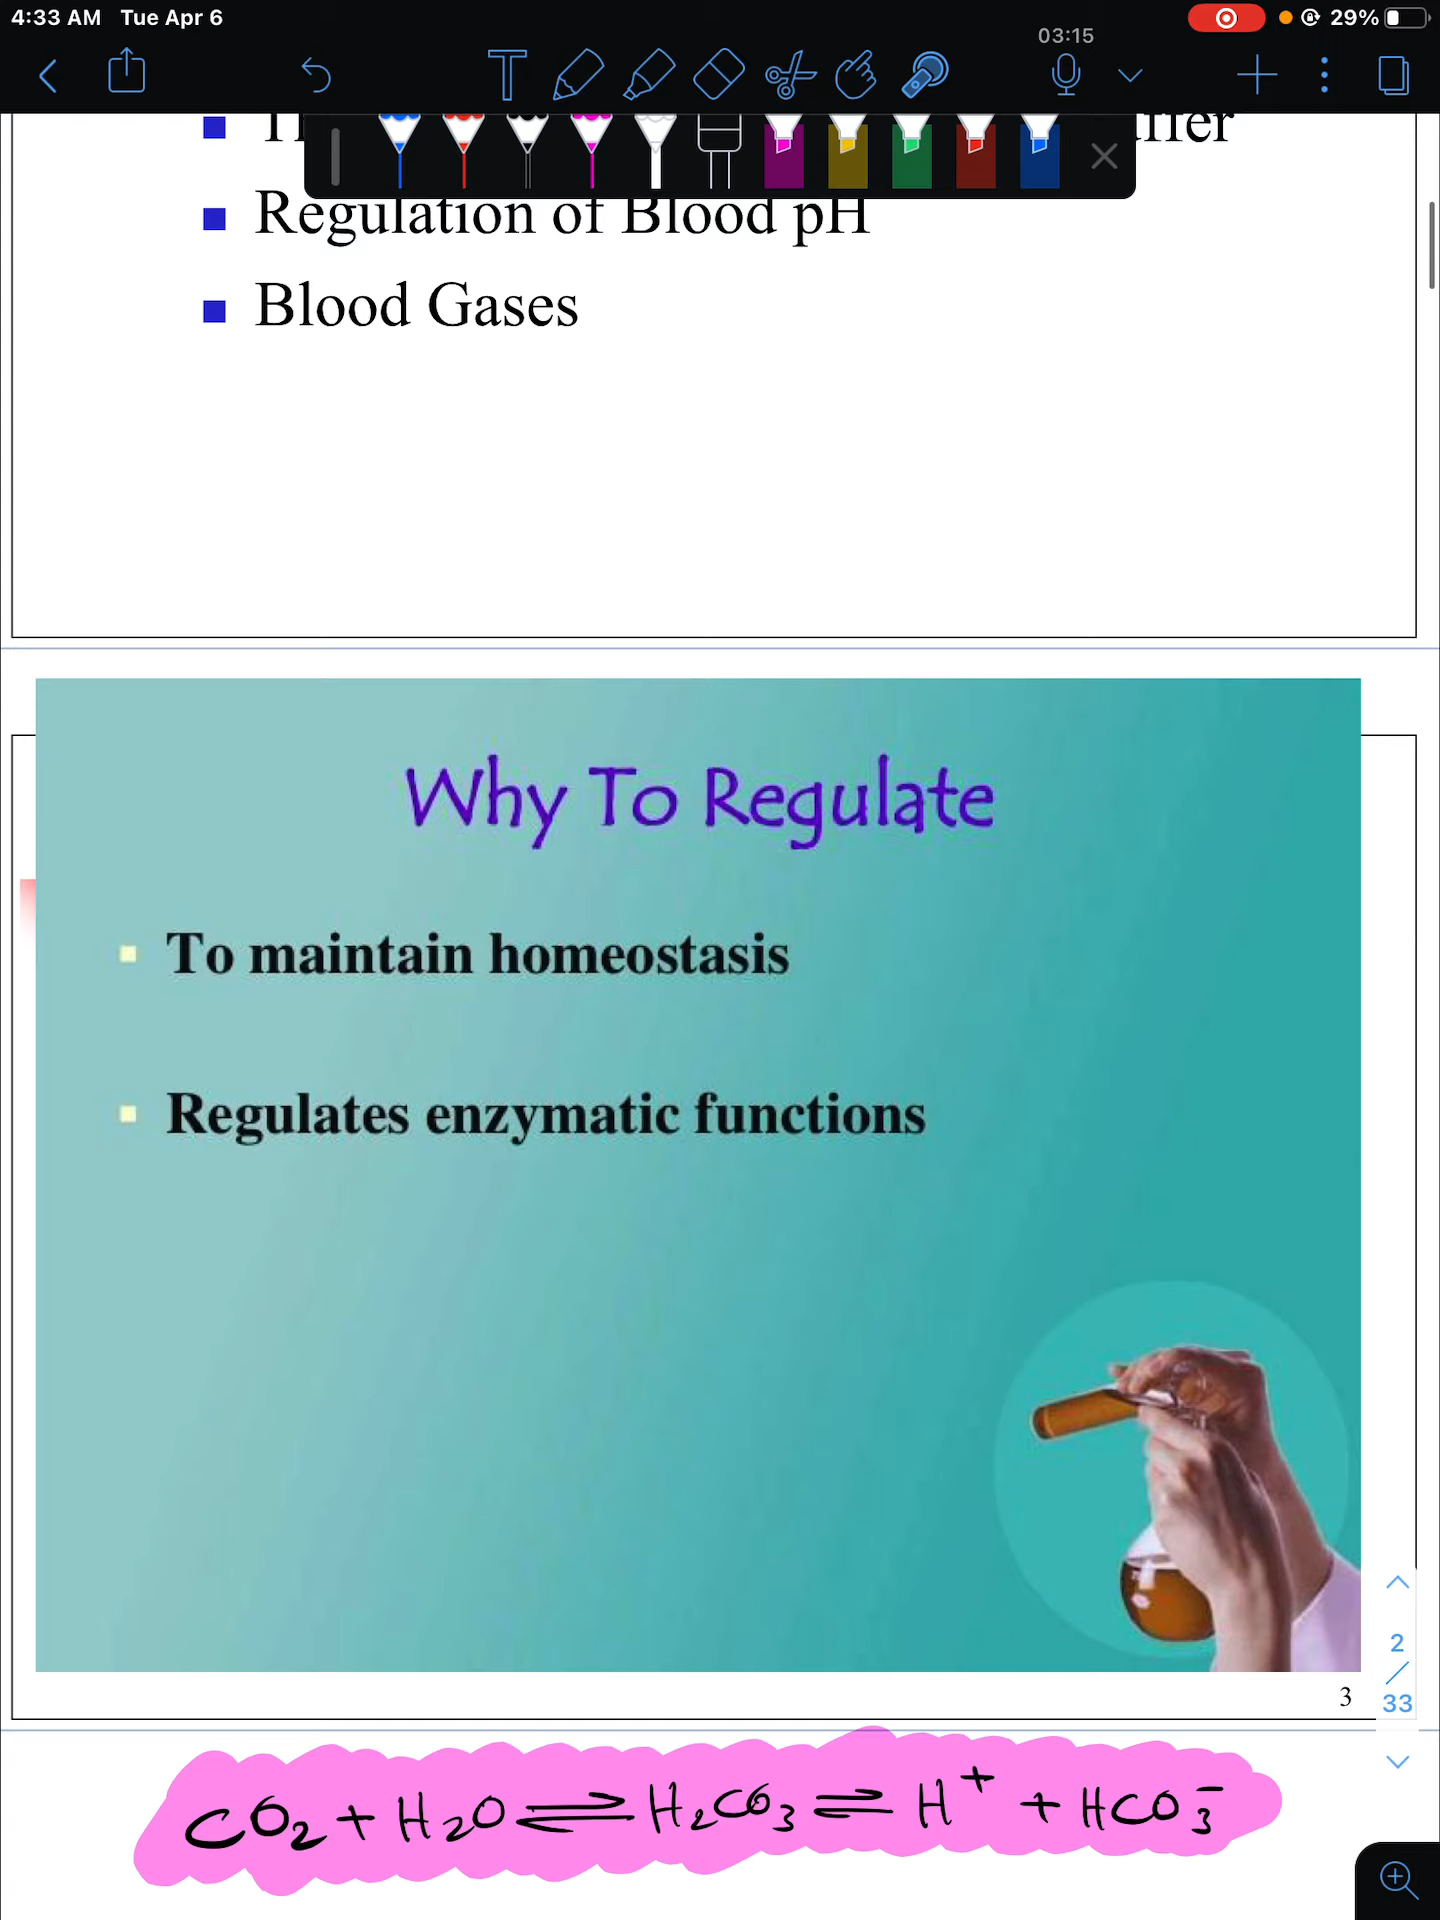 4:33 AM Tue Apr 6
29%
03:15
Regulation of Blood pH
Blood Gases
Why To Regulate
To maintain homeostasis
Regulates enzymatic functions
3
2
33
CO₂ + H₂O ⇌ H₂CO₃ ⇌ H⁺ + HCO₃⁻